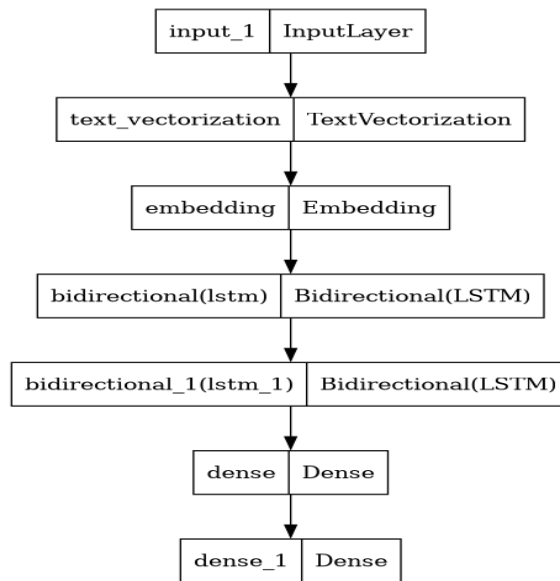 input_1 InputLayer
text_vectorization TextVectorization
embedding Embedding
bidirectional(lstm) Bidirectional(LSTM)
bidirectional_1(lstm_1) Bidirectional(LSTM)
dense Dense
dense_1 Dense